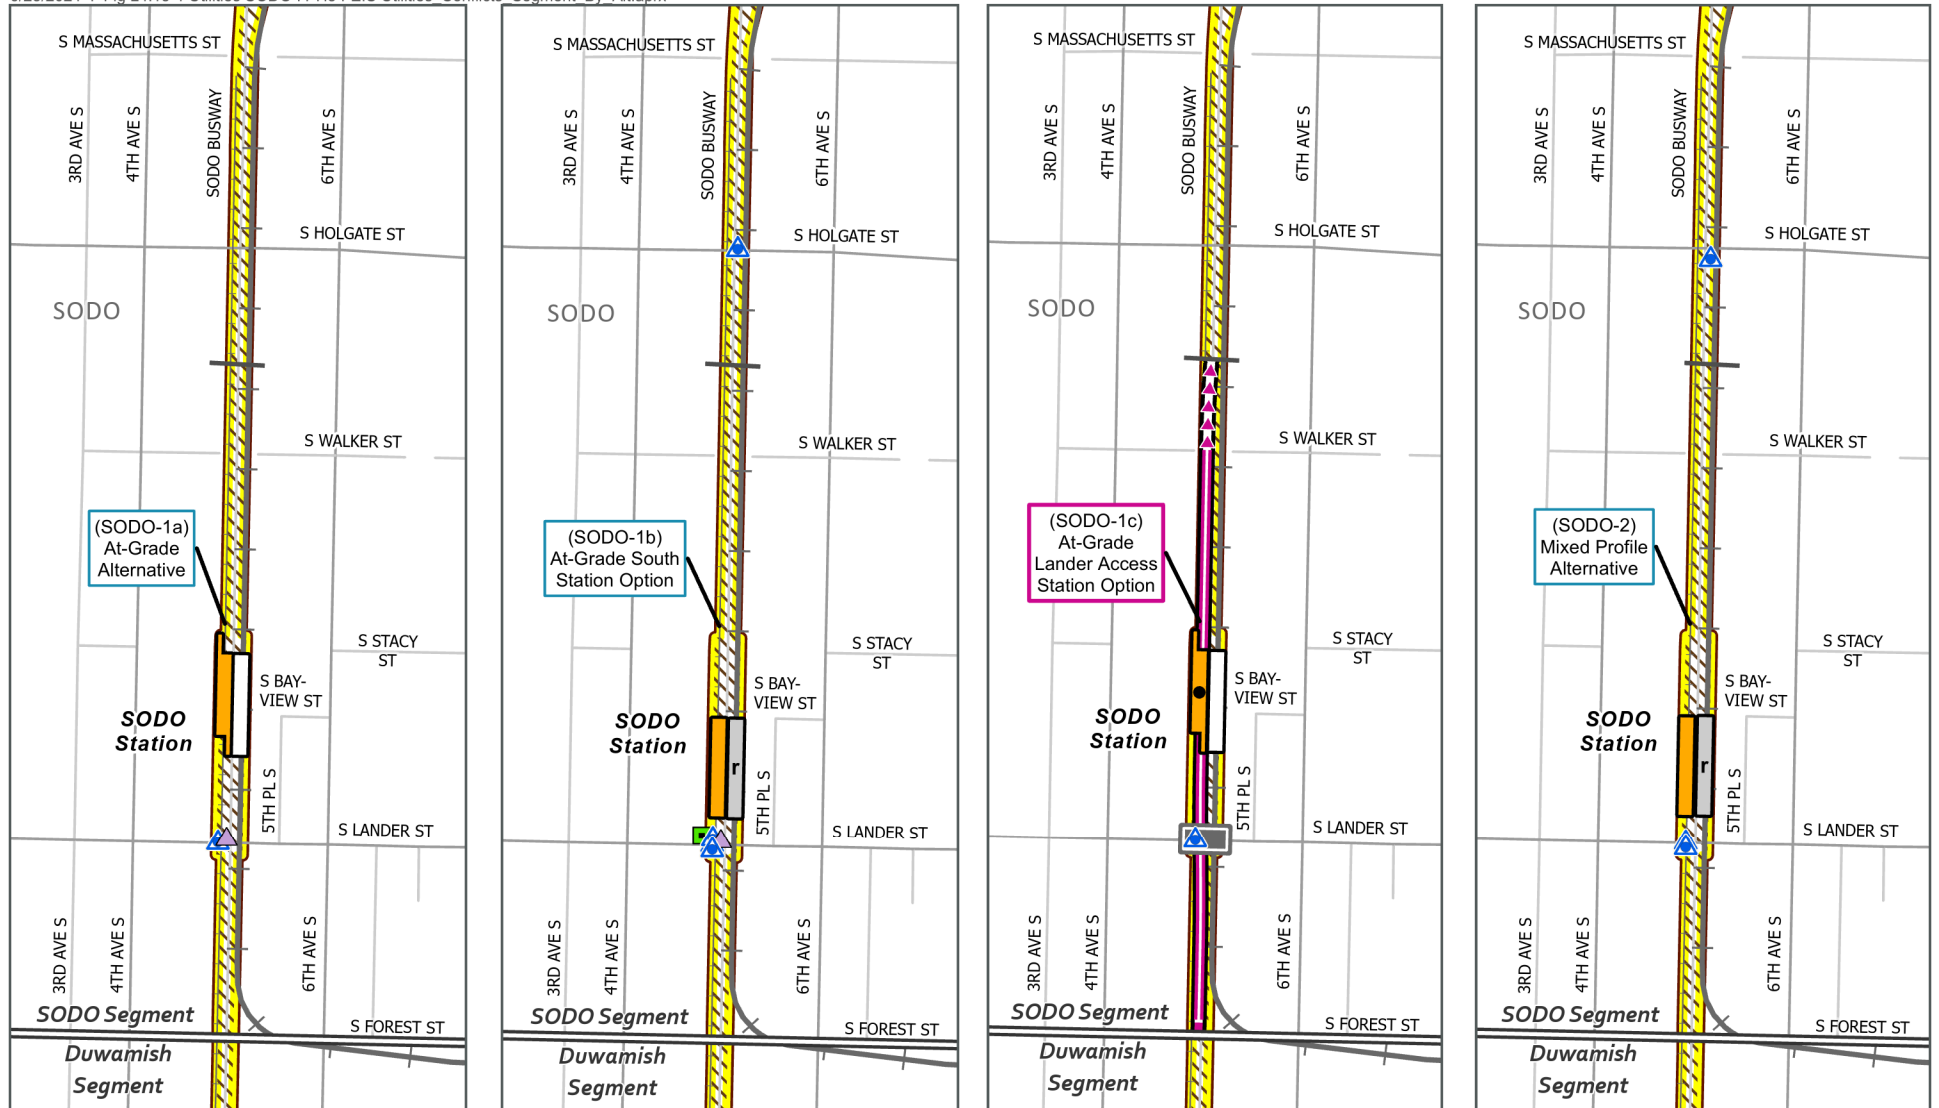 S MASSACHUSETTS ST
3RD AVE S
4TH AVE S
SODO BUSWAY
6TH AVE S
S HOLGATE ST
SODO
S WALKER ST
(SODO-1a)
At-Grade
Alternative
S STACY
ST
S BAY-
VIEW ST
SODO
Station
5TH PL S
S LANDER ST
3RD AVE S
4TH AVE S
6TH AVE S
SODO Segment
S FOREST ST
Duwamish
Segment
S MASSACHUSETTS ST
3RD AVE S
4TH AVE S
SODO BUSWAY
6TH AVE S
S HOLGATE ST
SODO
S WALKER ST
(SODO-1b)
At-Grade South
Station Option
S STACY
ST
S BAY-
VIEW ST
SODO
Station
r
5TH PL S
S LANDER ST
3RD AVE S
4TH AVE S
6TH AVE S
SODO Segment
S FOREST ST
Duwamish
Segment
S MASSACHUSETTS ST
3RD AVE S
4TH AVE S
SODO BUSWAY
6TH AVE S
S HOLGATE ST
SODO
S WALKER ST
(SODO-1c)
At-Grade
Lander Access
Station Option
S STACY
ST
S BAY-
VIEW ST
SODO
Station
5TH PL S
S LANDER ST
3RD AVE S
4TH AVE S
6TH AVE S
SODO Segment
S FOREST ST
Duwamish
Segment
S MASSACHUSETTS ST
3RD AVE S
4TH AVE S
SODO BUSWAY
6TH AVE S
S HOLGATE ST
SODO
S WALKER ST
(SODO-2)
Mixed Profile
Alternative
S STACY
ST
S BAY-
VIEW ST
SODO
Station
r
5TH PL S
S LANDER ST
3RD AVE S
4TH AVE S
6TH AVE S
SODO Segment
S FOREST ST
Duwamish
Segment